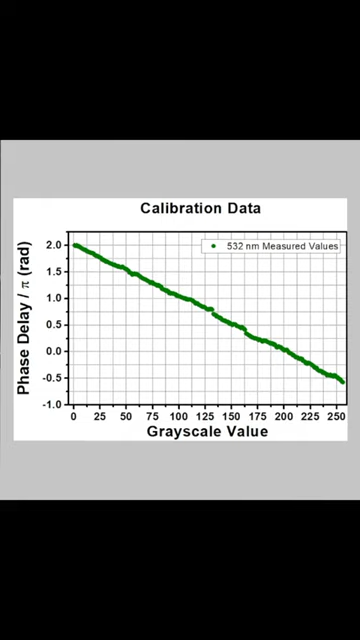 Calibration Data
532 nm Measured Values
Phase Delay / π (rad)
2.0
1.5
1.0
0.5
0.0
-0.5
-1.0
0 25 50 75 100 125 150 175 200 225 250
Grayscale Value